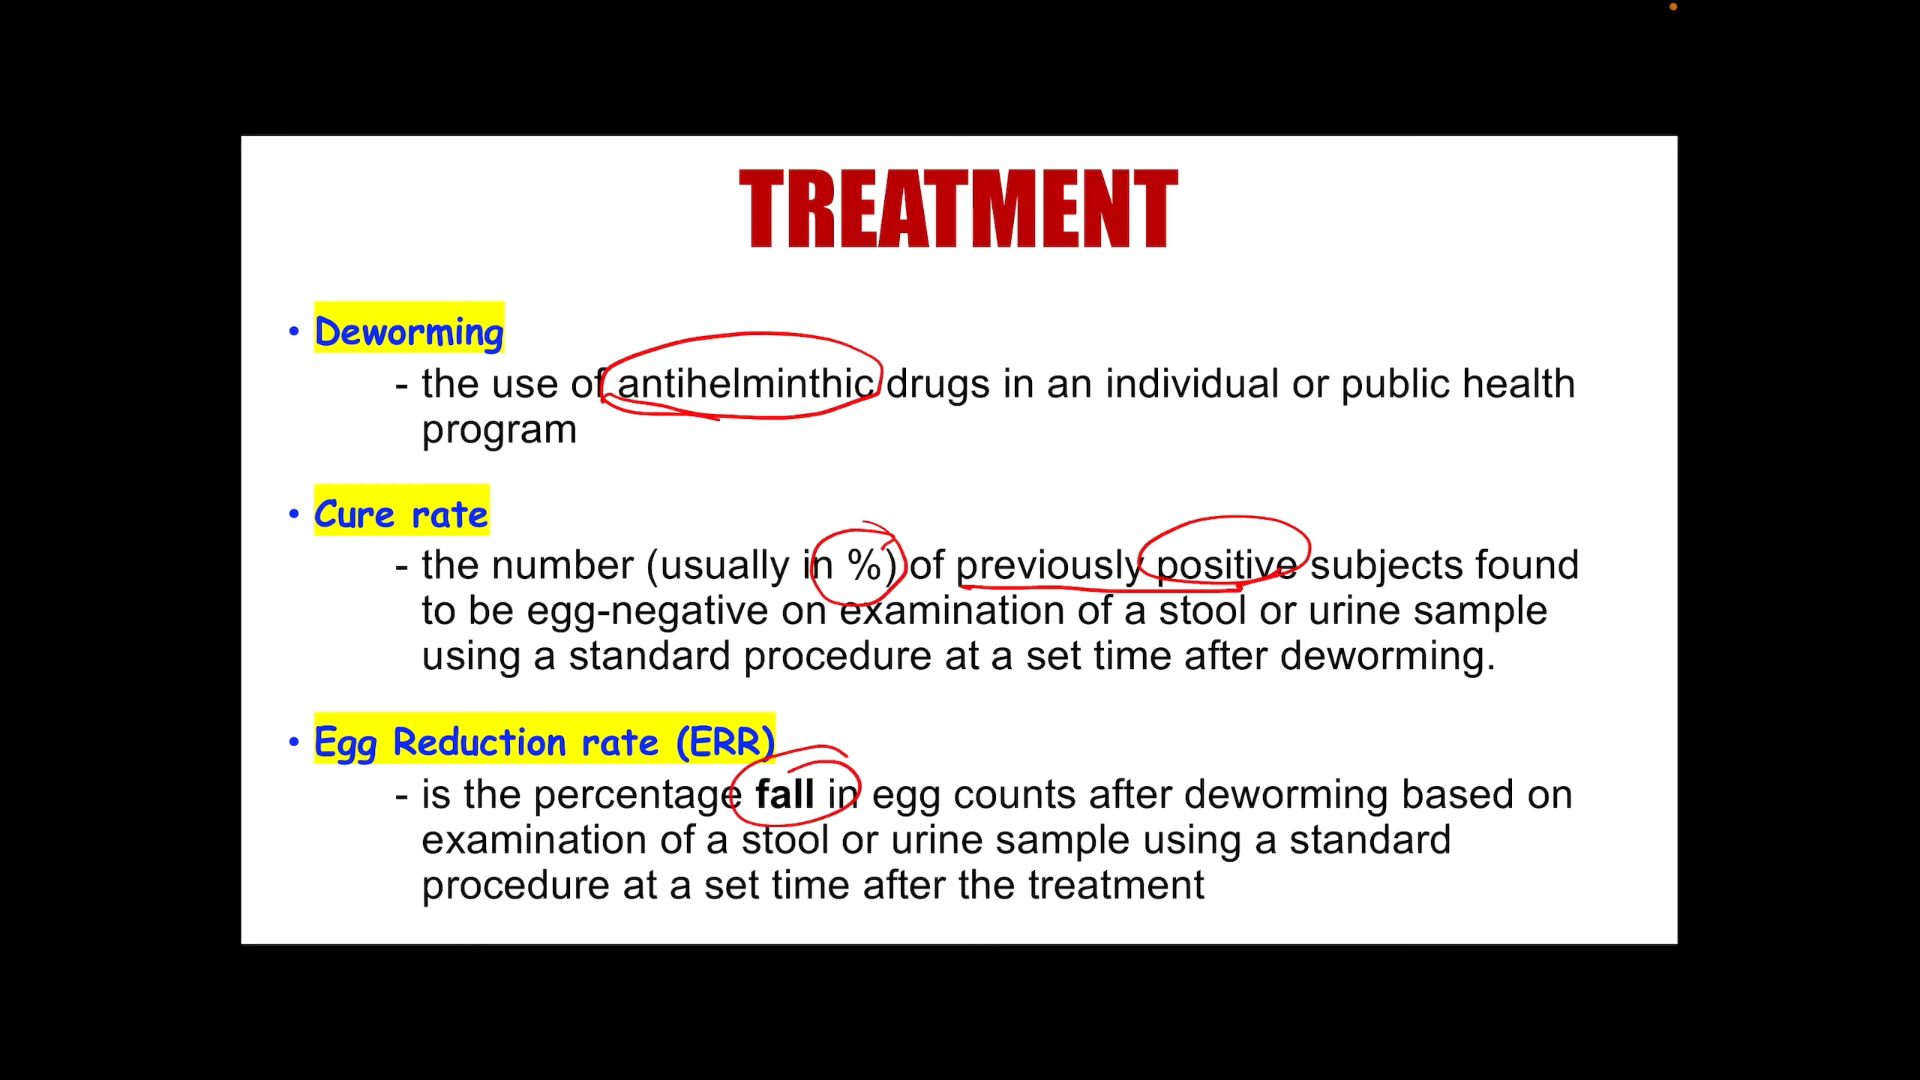 TREATMENT
• Deworming
- the use of antihelminthic drugs in an individual or public health
program
• Cure rate
- the number (usually in %) of previously positive subjects found
to be egg-negative on examination of a stool or urine sample
using a standard procedure at a set time after deworming.
• Egg Reduction rate (ERR)
- is the percentage fall in egg counts after deworming based on
examination of a stool or urine sample using a standard
procedure at a set time after the treatment